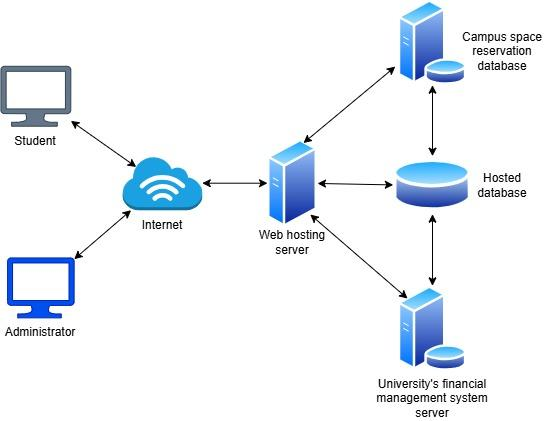 Campus space
reservation
database
Student
Internet
Web hosting
server
Hosted
database
Administrator
University's financial
management system
server